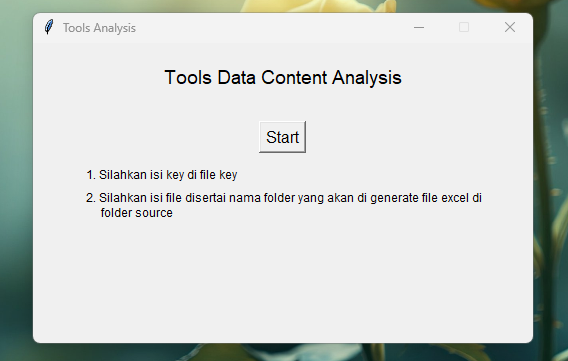 Tools Analysis
Tools Data Content Analysis
Start
1. Silahkan isi key di file key
2. Silahkan isi file disertai nama folder yang akan di generate file excel di
folder source